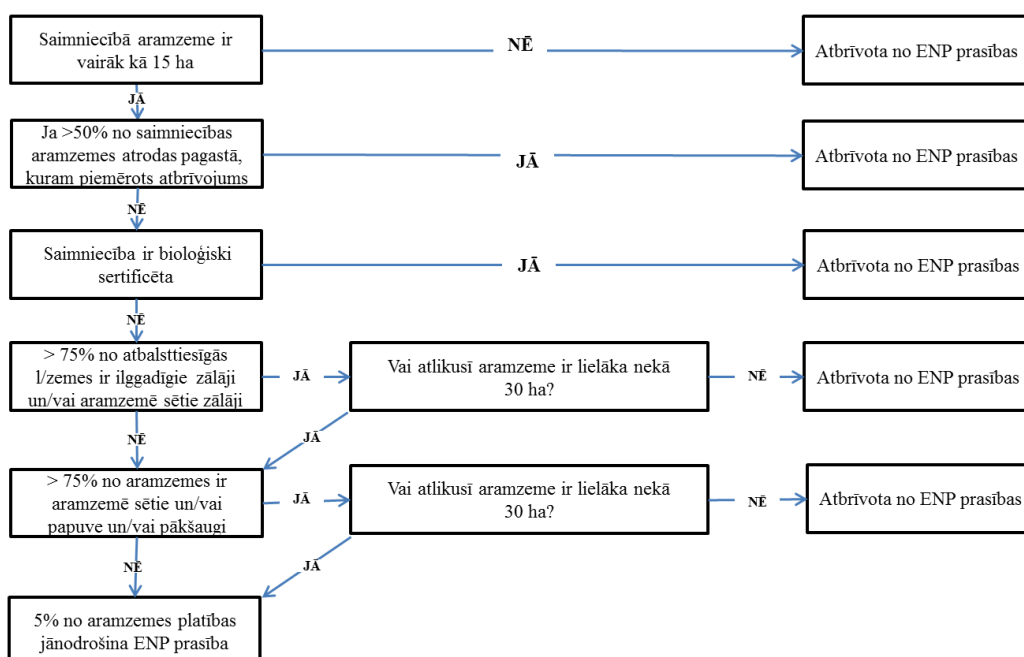 Saimniecībā aramzeme ir
vairāk kā 15 ha
NĒ
Atbrīvota no ENP prasības
JĀ
Ja >50% no saimniecības
aramzemes atrodas pagastā,
kuram piemērots atbrīvojums
JĀ
Atbrīvota no ENP prasības
NĒ
Saimniecība ir bioloģiski
sertificēta
JĀ
Atbrīvota no ENP prasības
NĒ
> 75% no atbalsttiesīgās
l/zemes ir ilggadīgie zālāji
un/vai aramzemē sētie zālāji
JĀ
Vai atlikusī aramzeme ir lielāka nekā
30 ha?
NĒ
Atbrīvota no ENP prasības
JĀ
NĒ
> 75% no aramzemes ir
aramzemē sētie un/vai
papuve un/vai pākšaugi
JĀ
Vai atlikusī aramzeme ir lielāka nekā
30 ha?
NĒ
Atbrīvota no ENP prasības
JĀ
NĒ
5% no aramzemes platības
jānodrošina ENP prasība